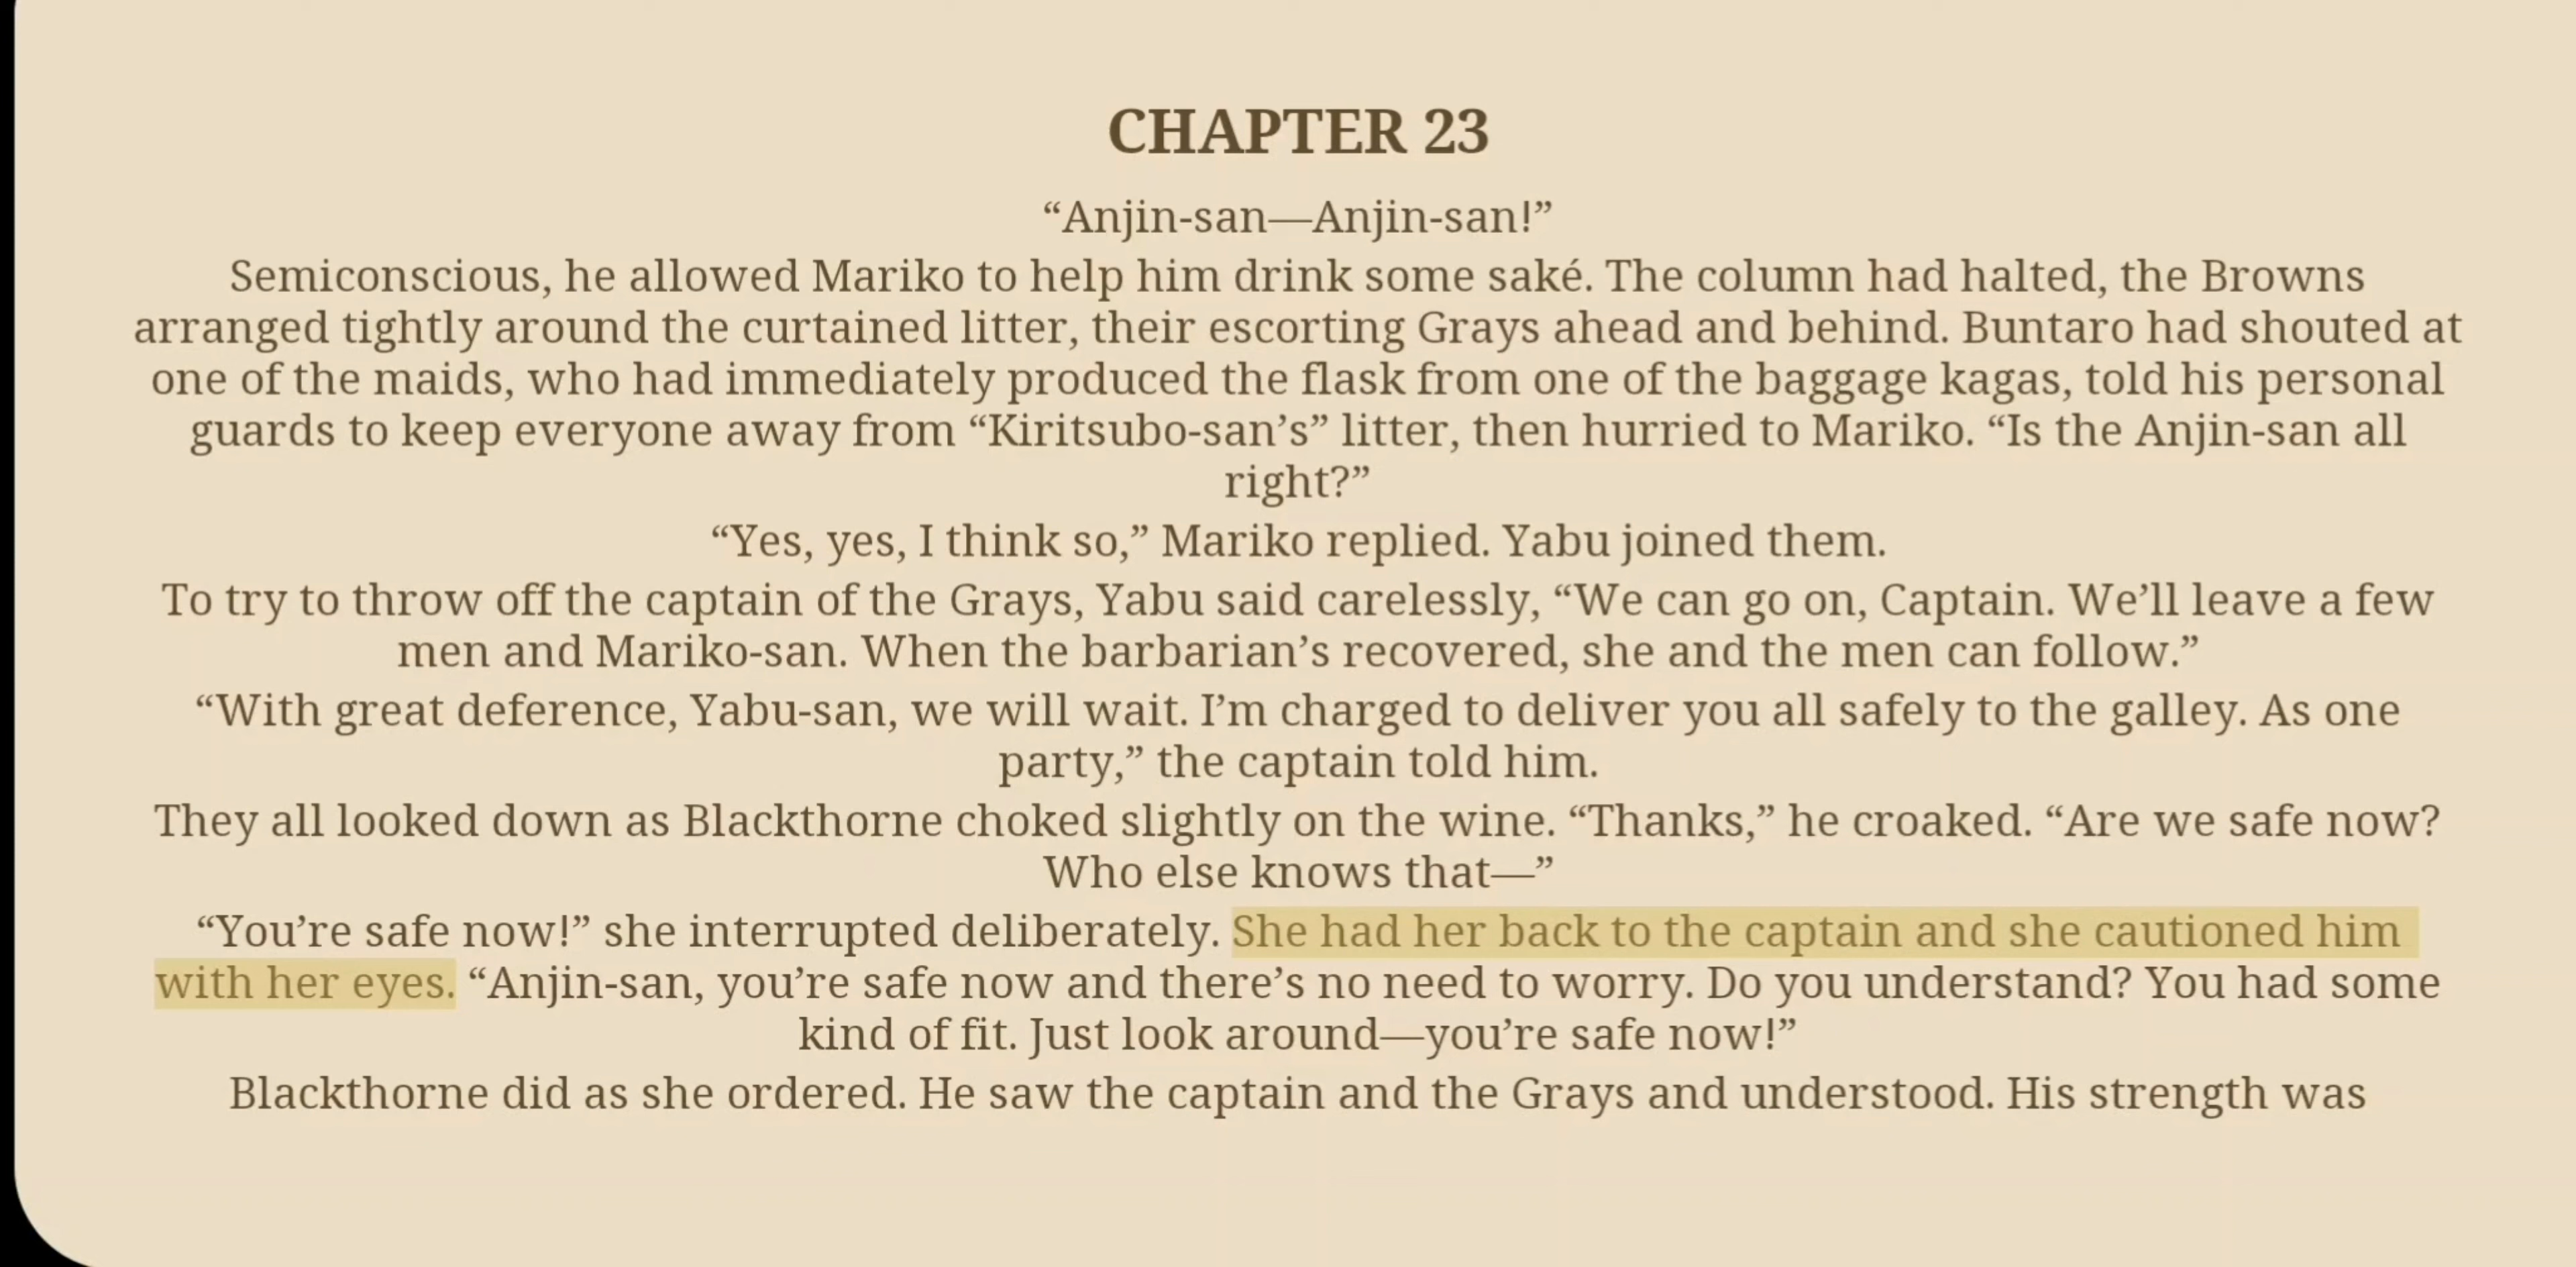 CHAPTER 23
“Anjin-san—Anjin-san!”
Semiconscious, he allowed Mariko to help him drink some saké. The column had halted, the Browns
arranged tightly around the curtained litter, their escorting Grays ahead and behind. Buntaro had shouted at
one of the maids, who had immediately produced the flask from one of the baggage kagas, told his personal
guards to keep everyone away from “Kiritsubo-san’s” litter, then hurried to Mariko. “Is the Anjin-san all
right?”
“Yes, yes, I think so,” Mariko replied. Yabu joined them.
To try to throw off the captain of the Grays, Yabu said carelessly, “We can go on, Captain. We’ll leave a few
men and Mariko-san. When the barbarian’s recovered, she and the men can follow.”
“With great deference, Yabu-san, we will wait. I’m charged to deliver you all safely to the galley. As one
party,” the captain told him.
They all looked down as Blackthorne choked slightly on the wine. “Thanks,” he croaked. “Are we safe now?
Who else knows that—”
“You’re safe now!” she interrupted deliberately. She had her back to the captain and she cautioned him
with her eyes. “Anjin-san, you’re safe now and there’s no need to worry. Do you understand? You had some
kind of fit. Just look around—you’re safe now!”
Blackthorne did as she ordered. He saw the captain and the Grays and understood. His strength was